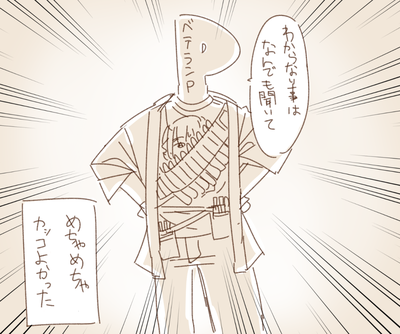 わからない事は
なんでも聞いて
ベテランP
めちゃめちゃ
カッコよかった